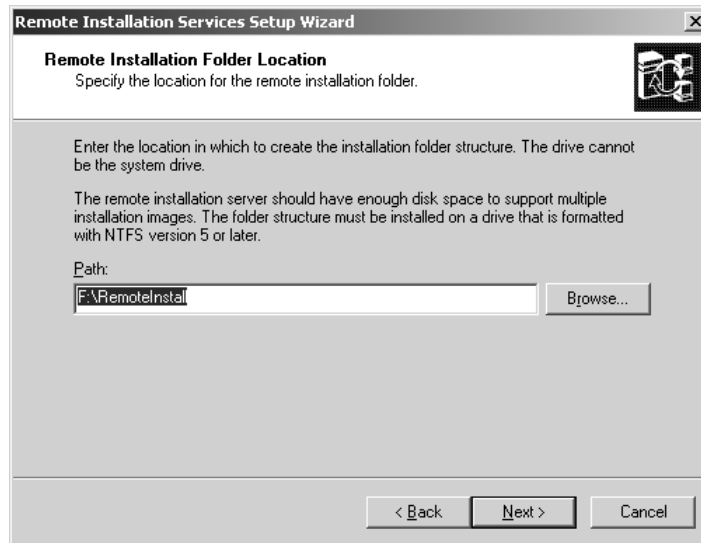 Remote Installation Services Setup Wizard
Remote Installation Folder Location
Specify the location for the remote installation folder.
Enter the location in which to create the installation folder structure. The drive cannot
be the system drive.
The remote installation server should have enough disk space to support multiple
installation images. The folder structure must be installed on a drive that is formatted
with NTFS version 5 or later.
Path:
F:\RemoteInstall
Browse...
< Back
Next >
Cancel